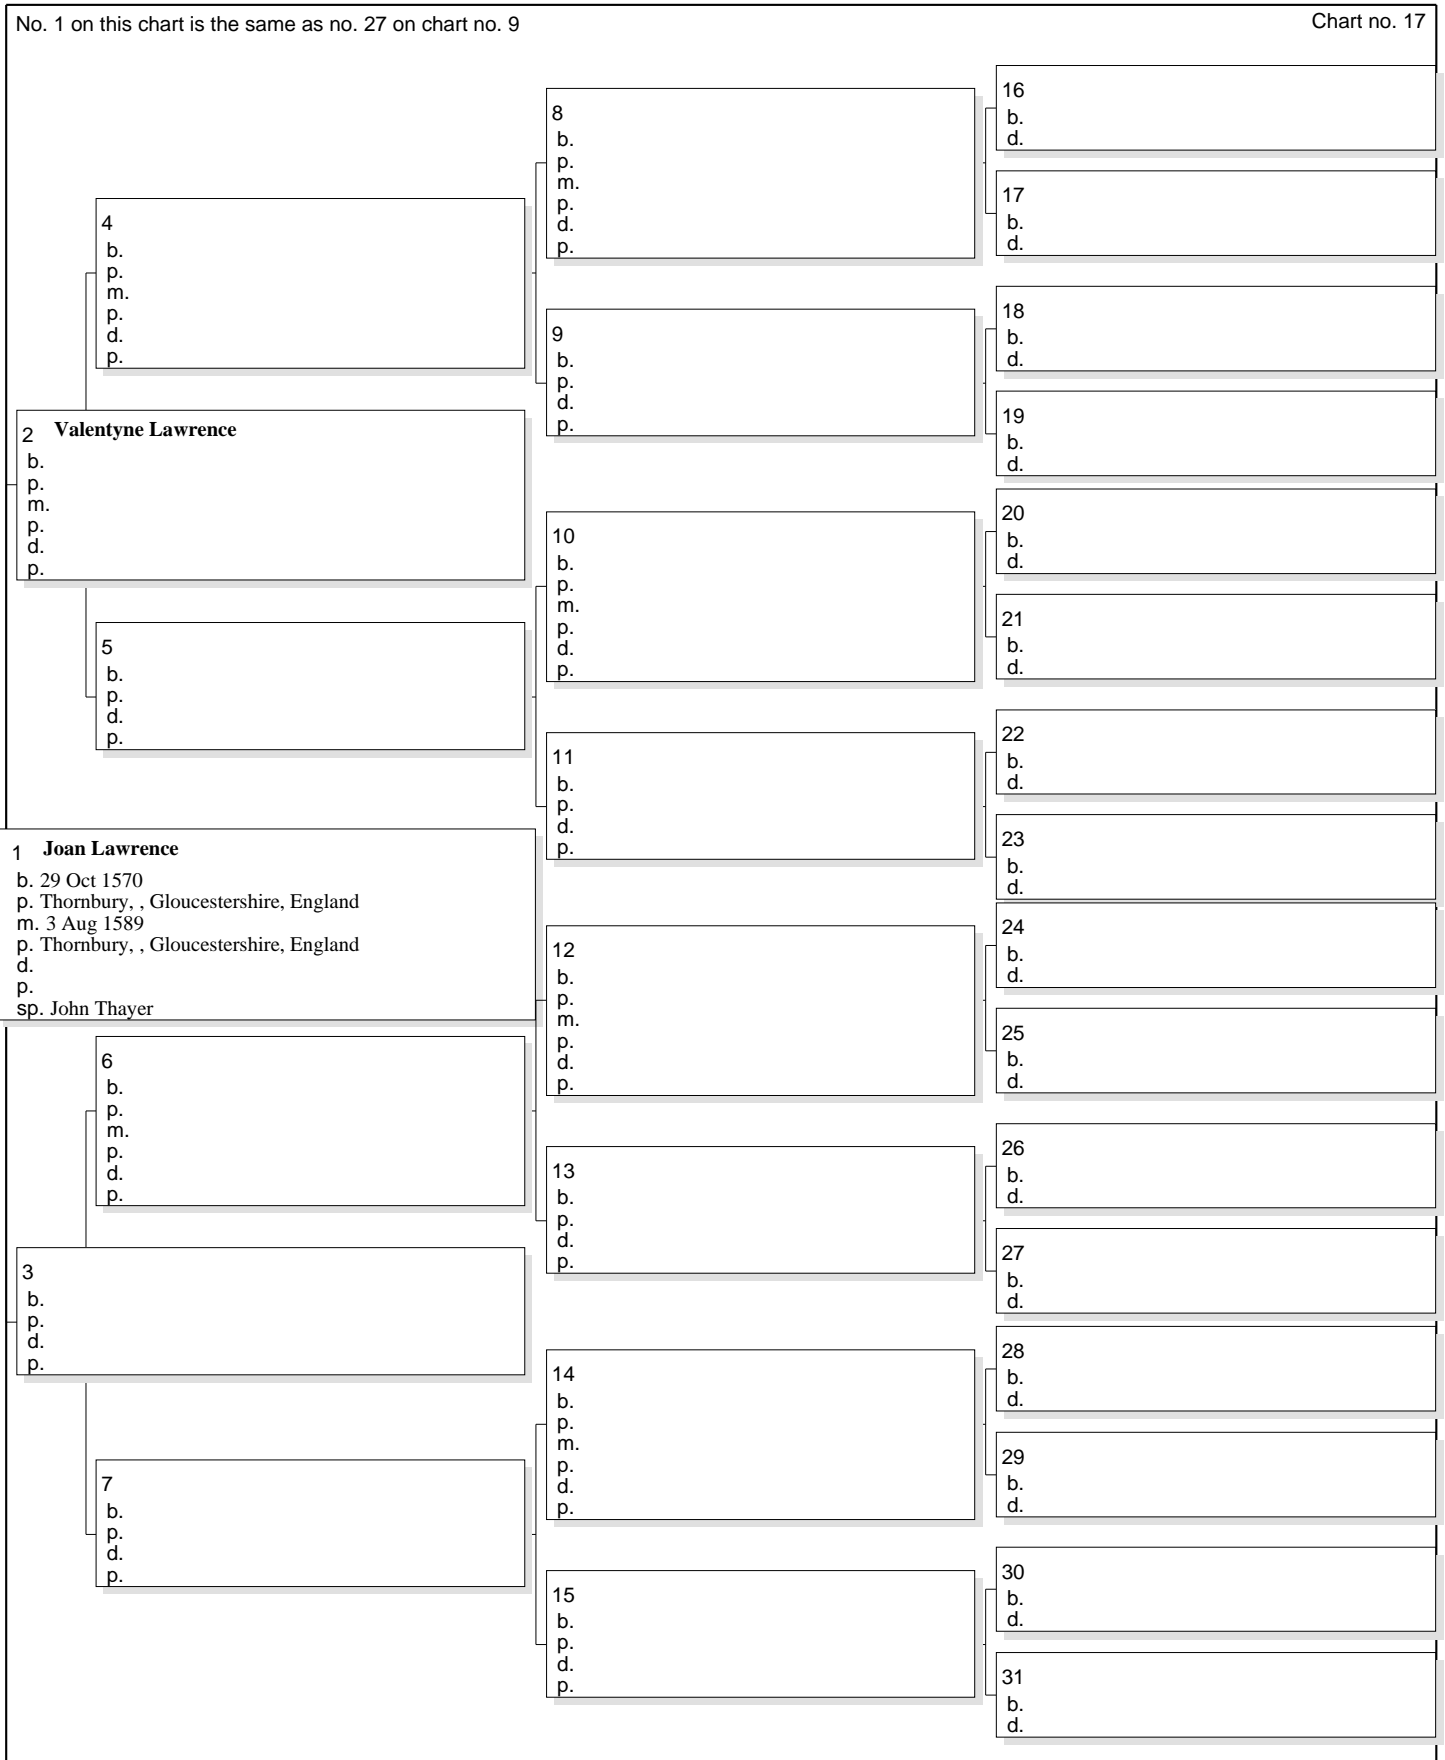 No. 1 on this chart is the same as no. 27 on chart no. 9
Chart no. 17
16
b.
d.
8
b.
p.
m.
p.
d.
p.
17
b.
d.
4
b.
p.
m.
p.
d.
p.
18
b.
d.
9
b.
p.
d.
p.
19
b.
d.
2 Valentyne Lawrence
b.
p.
m.
p.
d.
p.
20
b.
d.
10
b.
p.
m.
p.
d.
p.
21
b.
d.
5
b.
p.
d.
p.
22
b.
d.
11
b.
p.
d.
p.
23
b.
d.
1 Joan Lawrence
b. 29 Oct 1570
p. Thornbury, , Gloucestershire, England
m. 3 Aug 1589
p. Thornbury, , Gloucestershire, England
d.
p.
sp. John Thayer
24
b.
d.
12
b.
p.
m.
p.
d.
p.
25
b.
d.
6
b.
p.
m.
p.
d.
p.
26
b.
d.
13
b.
p.
d.
p.
27
b.
d.
3
b.
p.
d.
p.
28
b.
d.
14
b.
p.
m.
p.
d.
p.
29
b.
d.
7
b.
p.
d.
p.
30
b.
d.
15
b.
p.
d.
p.
31
b.
d.